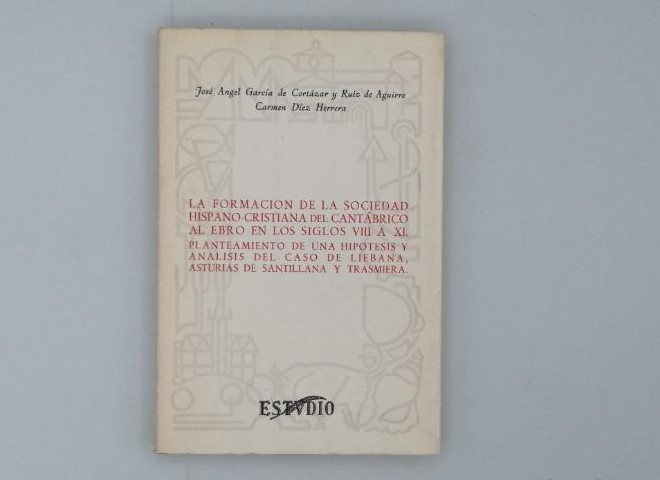 José Angel García de Cortázar y Ruiz de Aguirre
Carmen Díez Herrera
LA FORMACION DE LA SOCIEDAD
HISPANO-CRISTIANA DEL CANTÁBRICO
AL EBRO EN LOS SIGLOS VIII A XI.
PLANTEAMIENTO DE UNA HIPOTESIS Y
ANALISIS DEL CASO DE LIEBANA,
ASTURIAS DE SANTILLANA Y TRASMIERA.
ESTVDIO